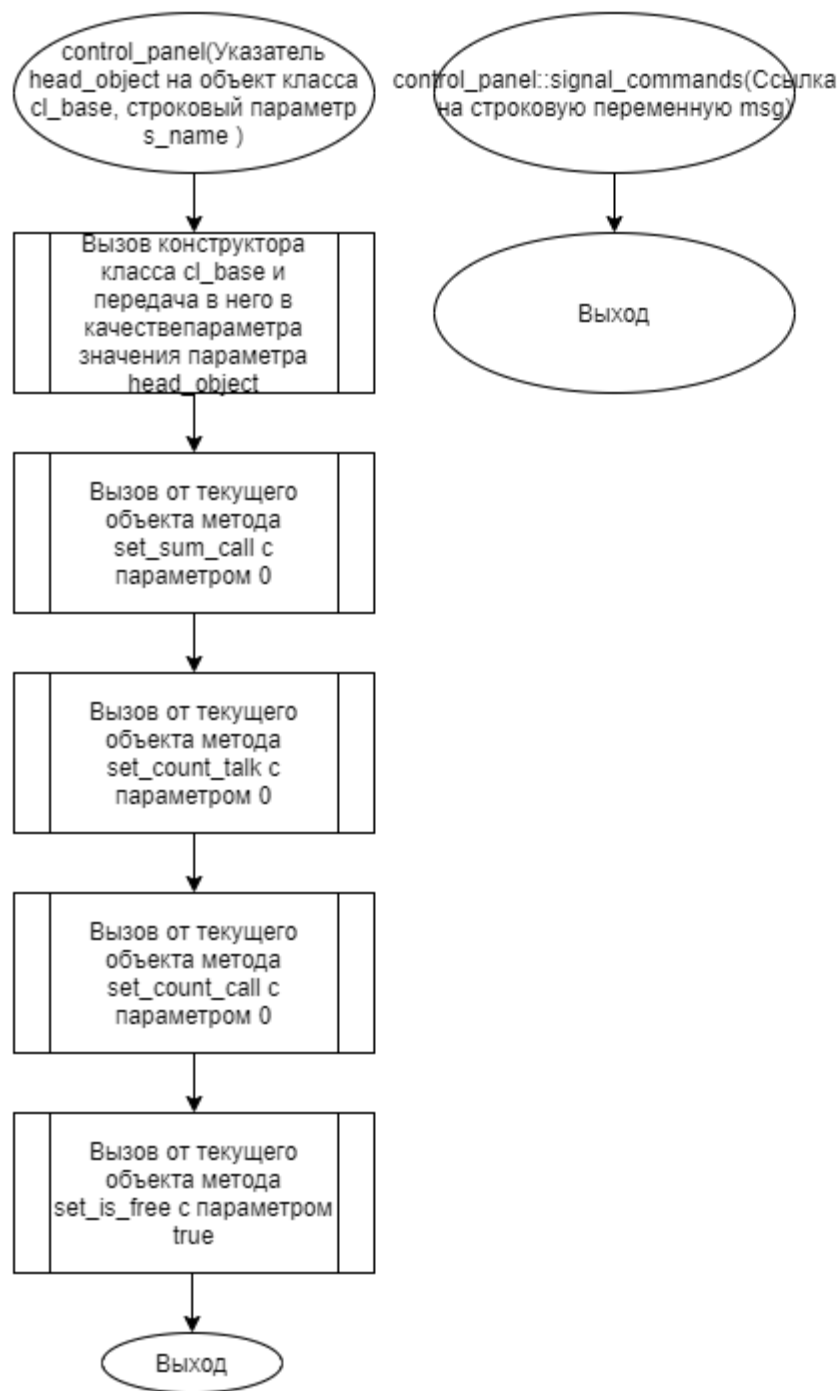 control_panel(Указатель
head_object на объект класса
cl_base, строковый параметр
s_name )
Вызов конструктора
класса cl_base и
передача в него в
качествепараметра
значения параметра
head_object
Вызов от текущего
объекта метода
set_sum_call с
параметром 0
Вызов от текущего
объекта метода
set_count_talk с
параметром 0
Вызов от текущего
объекта метода
set_count_call с
параметром 0
Вызов от текущего
объекта метода
set_is_free с параметром
true
Выход
control_panel::signal_commands(Ссылка
на строковую переменную msg)
Выход